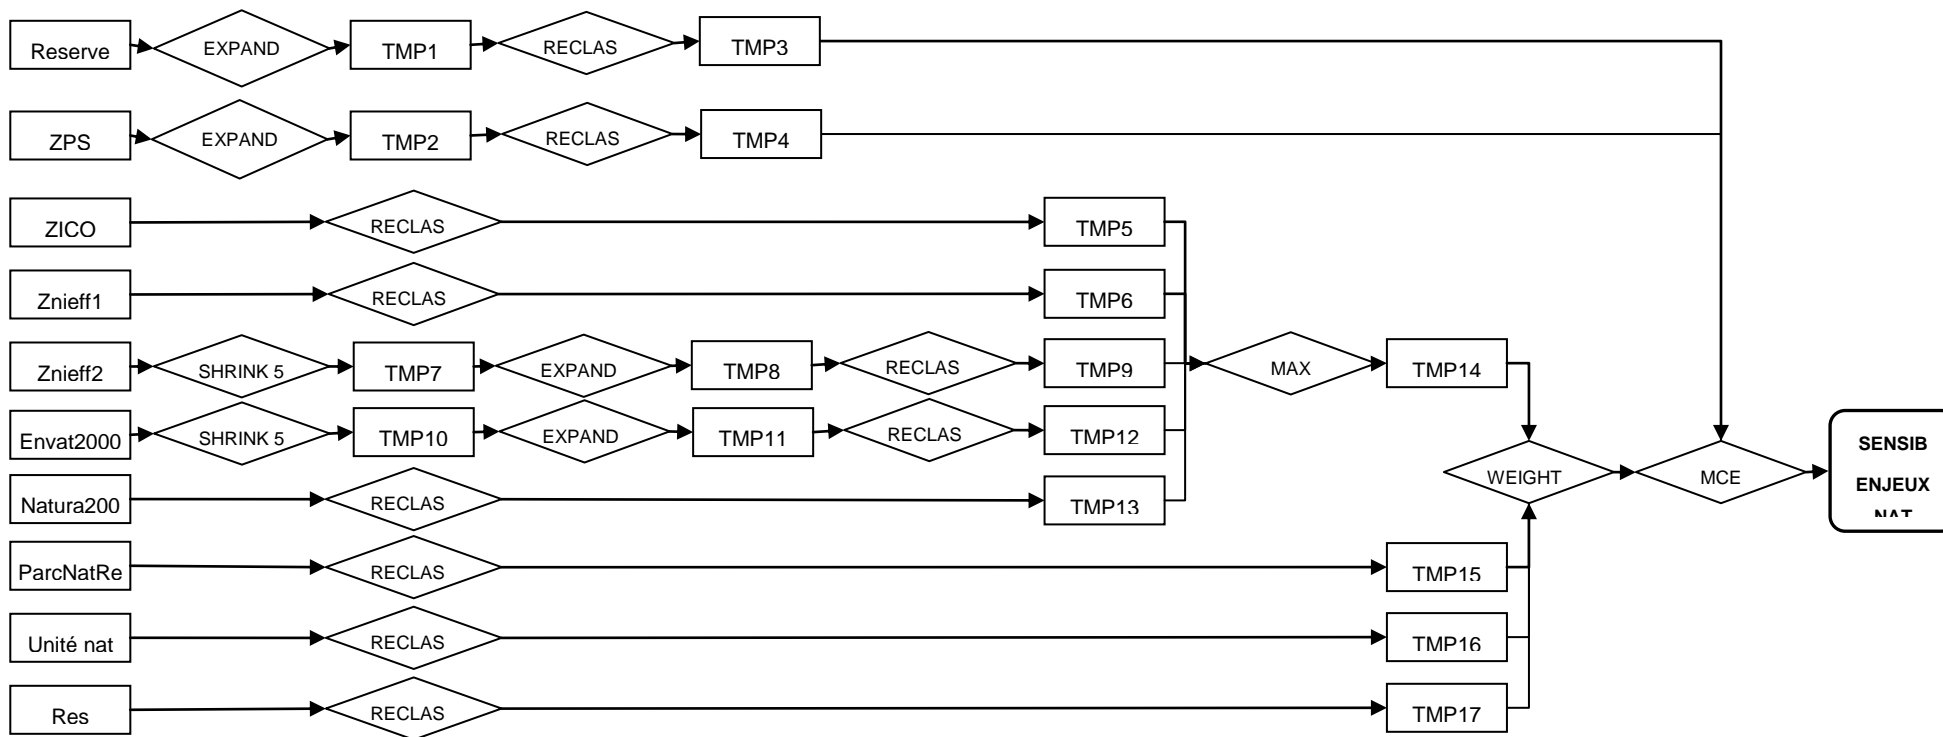 Reserve
EXPAND
TMP1
RECLAS
TMP3
ZPS
EXPAND
TMP2
RECLAS
TMP4
ZICO
RECLAS
TMP5
Znieff1
RECLAS
TMP6
Znieff2
SHRINK 5
TMP7
EXPAND
TMP8
RECLAS
TMP9
MAX
TMP14
Envat2000
SHRINK 5
TMP10
EXPAND
TMP11
RECLAS
TMP12
SENSIB
ENJEUX
NAT
WEIGHT
MCE
Natura200
RECLAS
TMP13
ParcNatRe
RECLAS
TMP15
Unité nat
RECLAS
TMP16
Res
RECLAS
TMP17